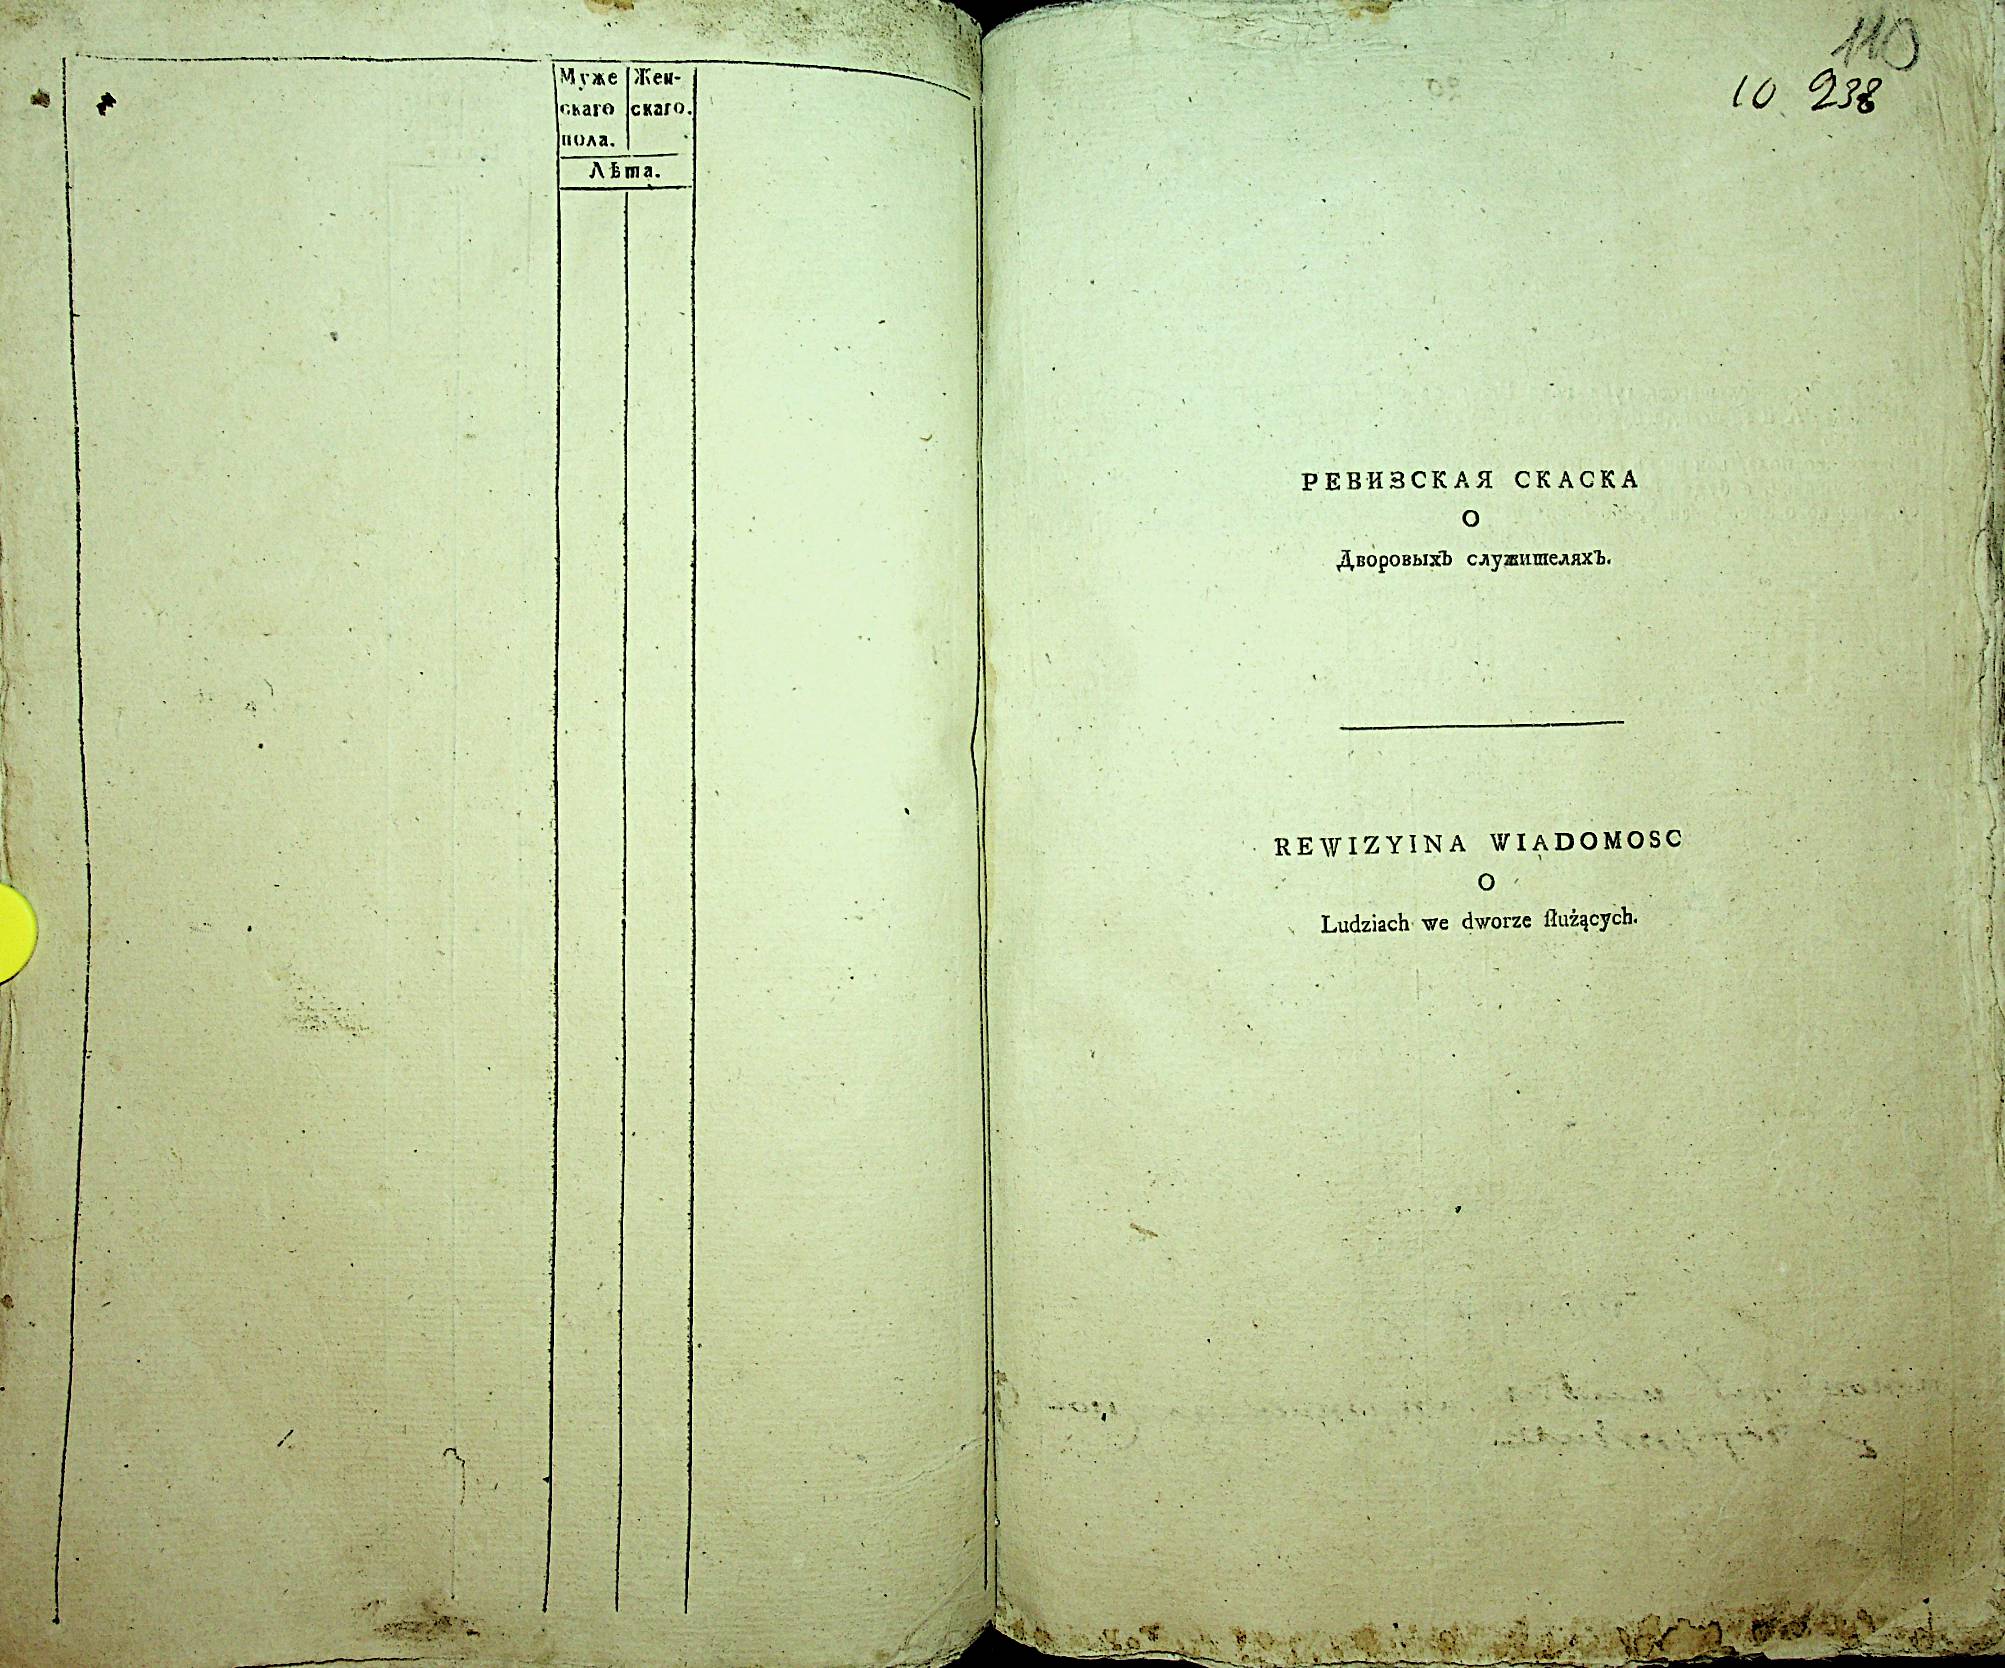 Муже
скаго
пола.
Жен-
скаго.
Лѣта.
110
10 238
РЕВИЗСКАЯ СКАСКА
О
Дворовыхъ служителяхъ.
REWIZYINA WIADOMOSC
O
Ludziach we dworze ſłużących.